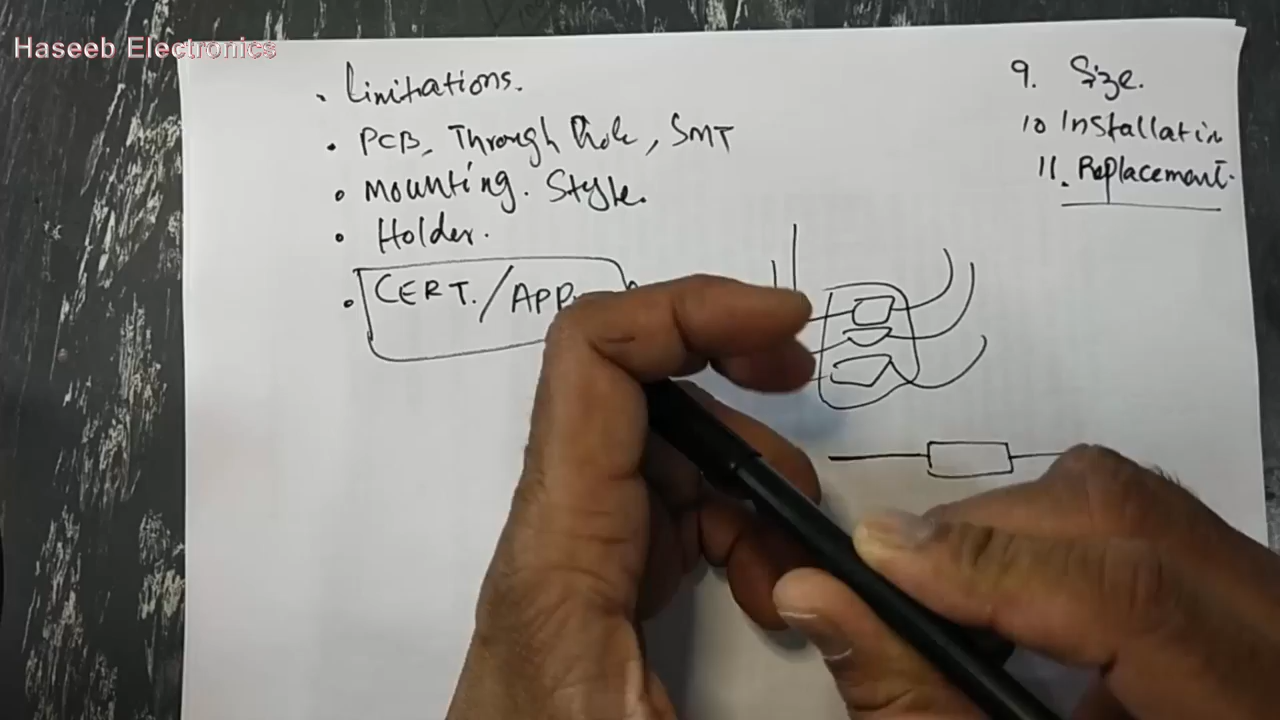 Haseeb Electronics
Limitations.
PCB, Through Hole, SMT
Mounting. Style.
Holder.
CERT. / APP
9. Size.
10 Installatin
11. Replacement.